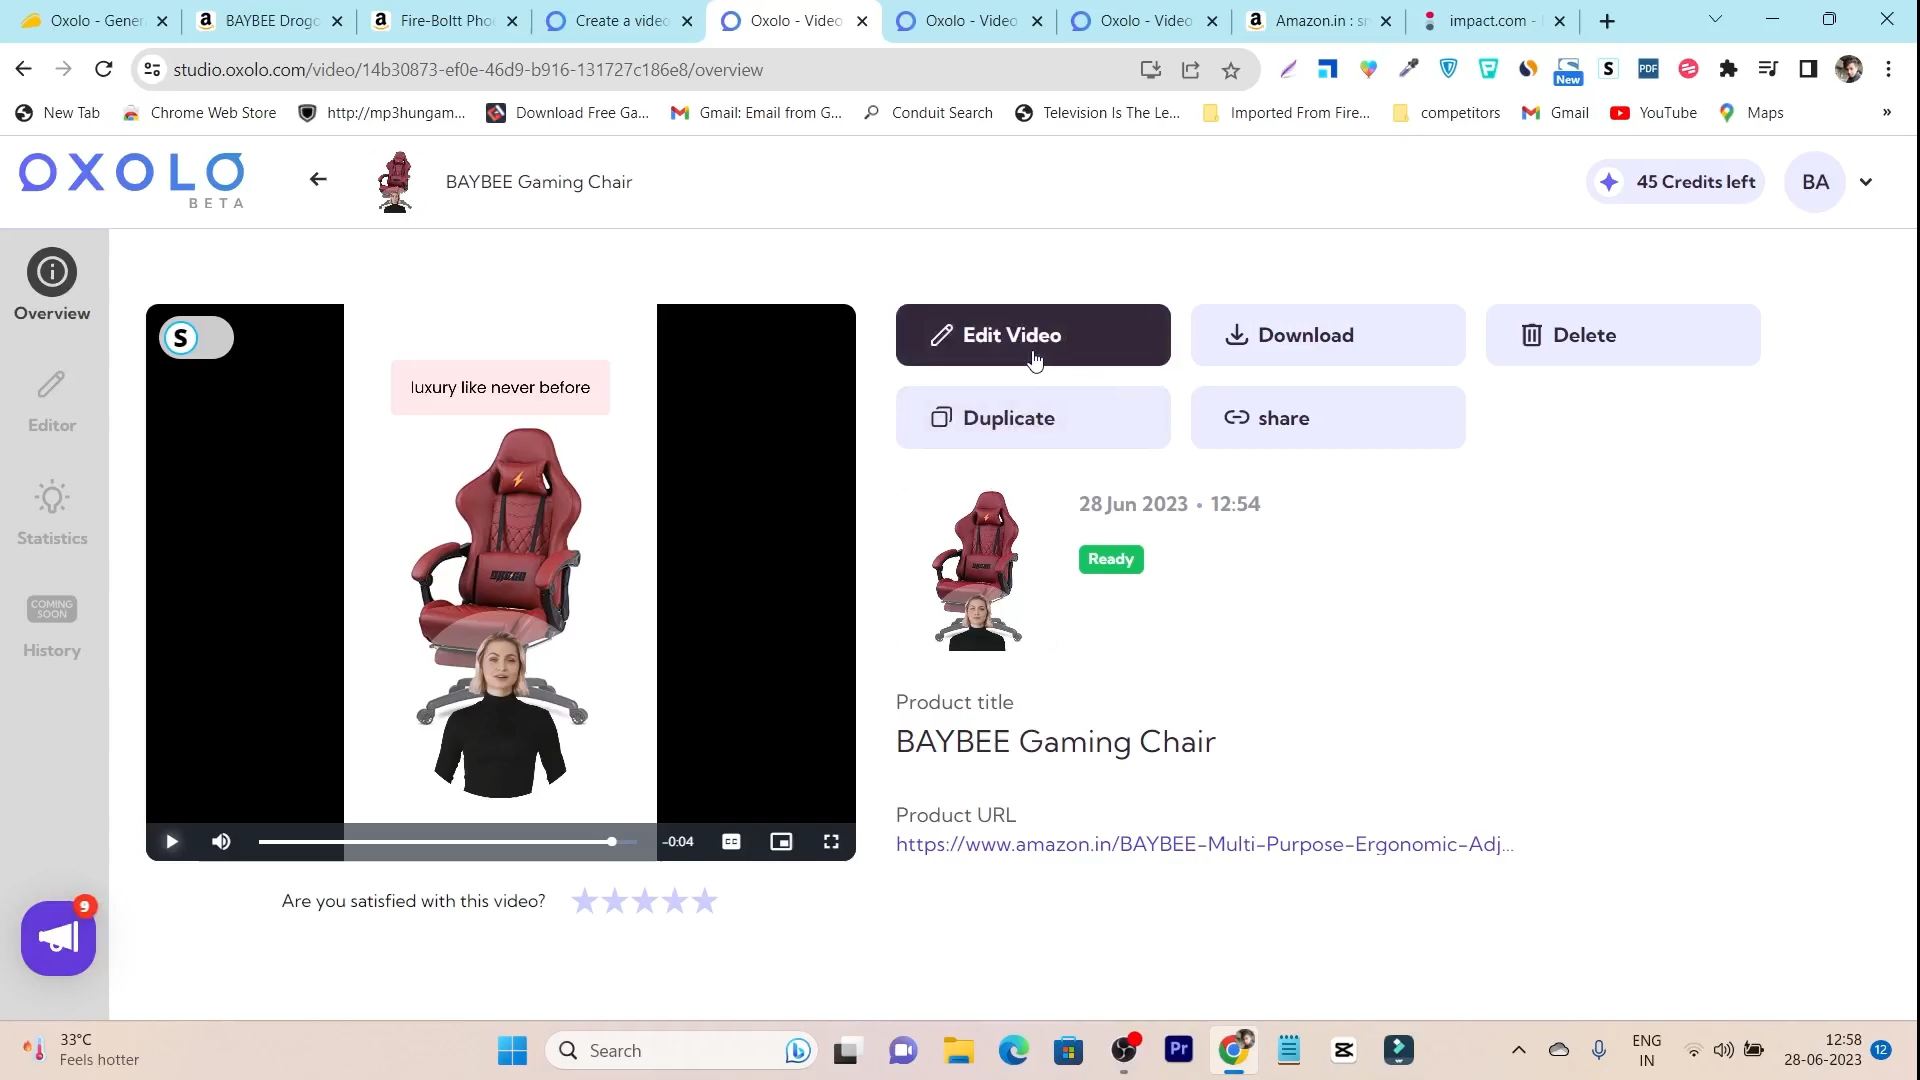 Oxolo - Gener
BAYBEE Drogo
Fire-Boltt Pho
Create a video
Oxolo - Video
Oxolo - Video
Oxolo - Video
Amazon.in : sm
impact.com -
studio.oxolo.com/video/14b30873-ef0e-46d9-b916-131727c186e8/overview
New
S
PDF
New Tab
Chrome Web Store
http://mp3hungam...
Download Free Ga...
Gmail: Email from G...
Conduit Search
Television Is The Le...
Imported From Fire...
competitors
Gmail
YouTube
Maps
»
OXOLO
BETA
BAYBEE Gaming Chair
45 Credits left
BA
Overview
Editor
Statistics
COMING
SOON
History
9
S
luxury like never before
-0:04
CC
Are you satisfied with this video?
Edit Video
Download
Delete
Duplicate
share
28 Jun 2023 • 12:54
Ready
Product title
BAYBEE Gaming Chair
Product URL
https://www.amazon.in/BAYBEE-Multi-Purpose-Ergonomic-Adj...
33°C
Feels hotter
Search
Pr
ENG
IN
12:58
28-06-2023
12